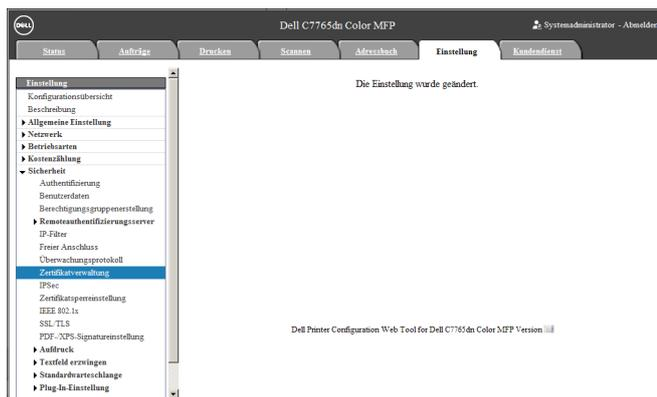 DELL
Dell C7765dn Color MFP
Systemadministrator - Abmelden
Status Aufträge Drucken Scannen Adressbuch Einstellung Kundendienst
Einstellung
Konfigurationsübersicht
Beschreibung
Allgemeine Einstellung
Netzwerk
Betriebsarten
Kostenzählung
Sicherheit
Authentifizierung
Benutzerdaten
Berechtigungsgruppenerstellung
Remoteauthentifizierungsserver
IP-Filter
Freier Anschluss
Überwachungsprotokoll
Zertifikatverwaltung
IPSec
Zertifikatsperreinstellung
IEEE 802.1x
SSL/TLS
PDF-/XPS-Signatureinstellung
Aufdruck
Textfeld erzwingen
Standardwarteschlange
Plug-In-Einstellung
Die Einstellung wurde geändert.
Dell Printer Configuration Web Tool for Dell C7765dn Color MFP Version